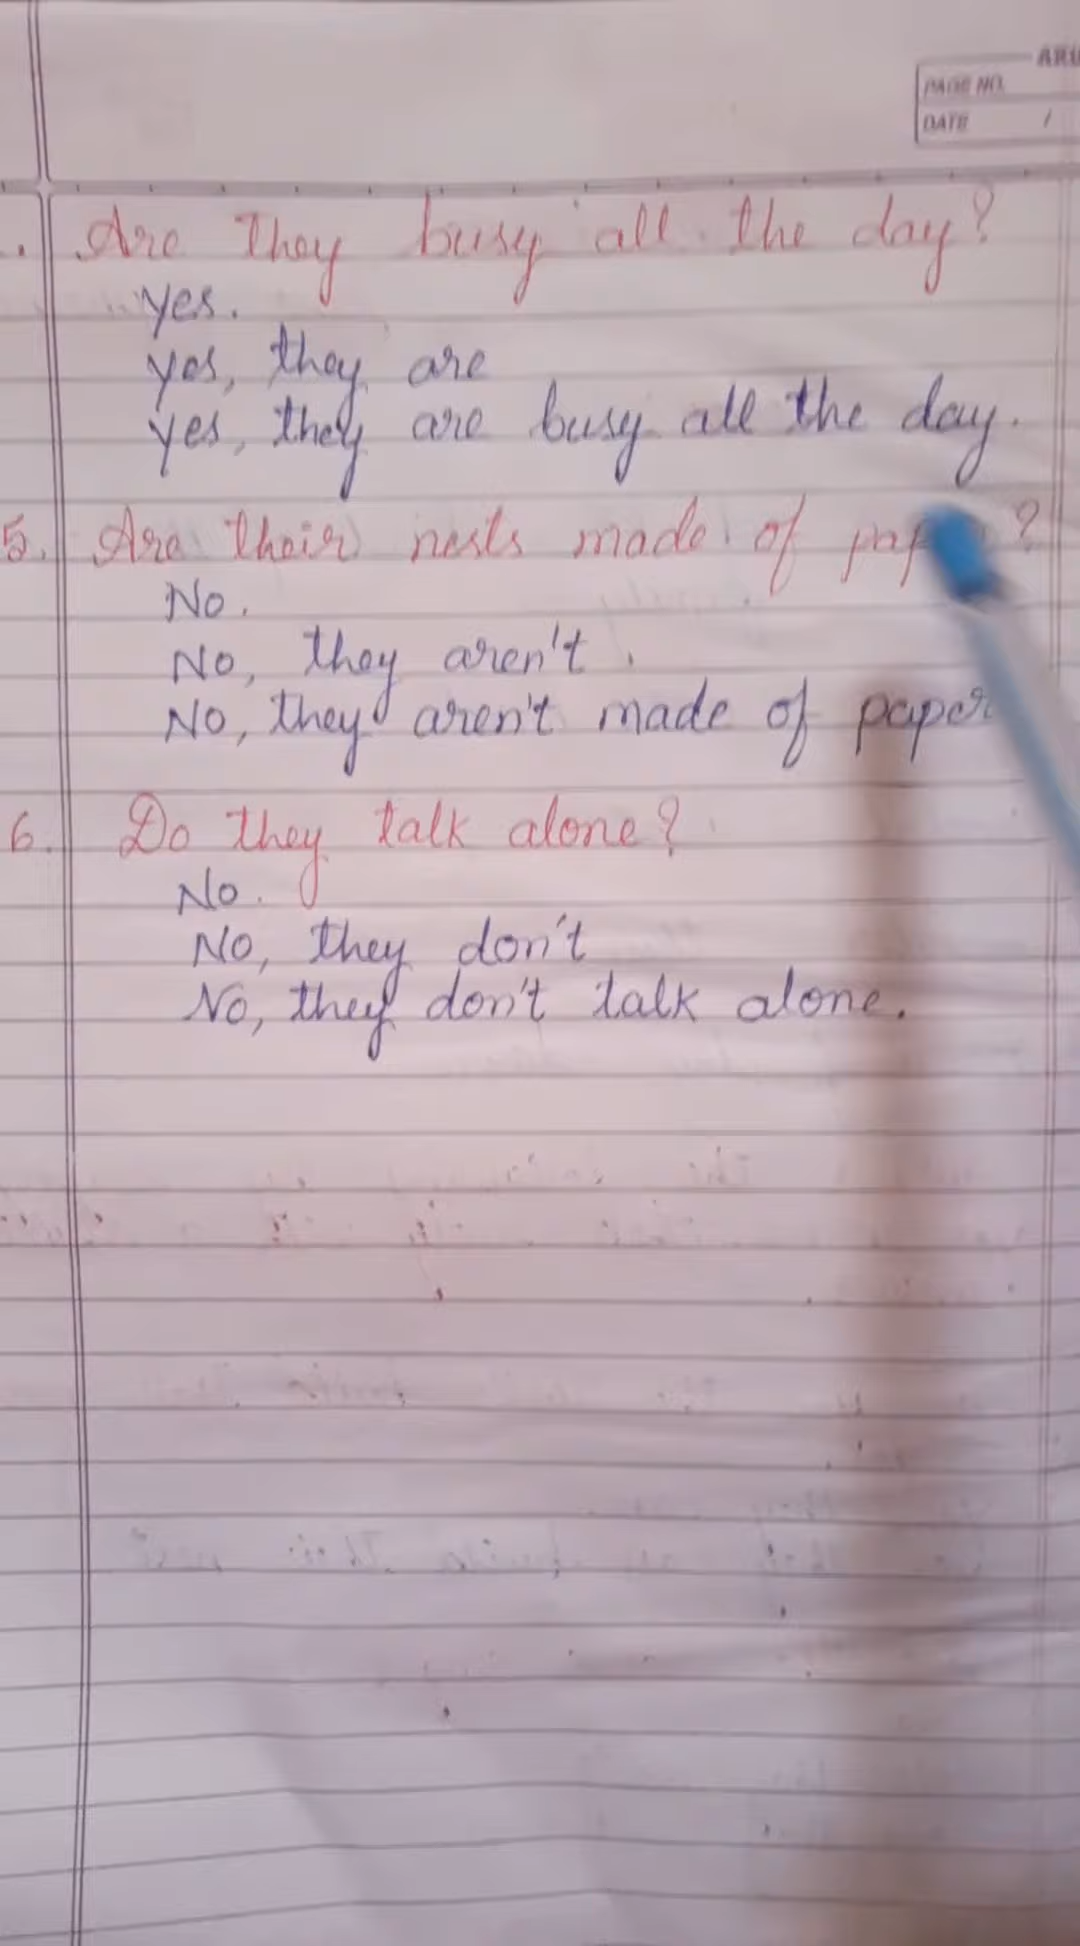 ARU
PAGE NO.
DATE /
. Are They busy all the day?
yes.
yes, they are
yes, they are busy all the day.
5. Are their nests made of ?
No.
No, they aren't.
No, they aren't made of paper
6. Do they talk alone?
No.
No, they don't
No, they don't talk alone.